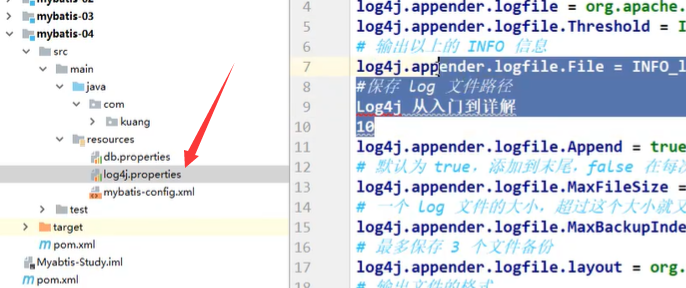 mybatis-02
mybatis-03
mybatis-04
src
main
java
com
kuang
resources
db.properties
log4j.properties
mybatis-config.xml
test
target
pom.xml
Myabtis-Study.iml
pom.xml
4 log4j.appender.logfile = org.apache.
5 log4j.appender.logfile.Threshold = I
6 # 输出以上的 INFO 信息
7 log4j.appender.logfile.File = INFO_l
8 #保存 log 文件路径
9 Log4j 从入门到详解
10 10
11 log4j.appender.logfile.Append = true
12 # 默认为 true，添加到末尾，false 在每次
13 log4j.appender.logfile.MaxFileSize =
14 # 一个 log 文件的大小，超过这个大小就又
15 log4j.appender.logfile.MaxBackupInde
16 # 最多保存 3 个文件备份
17 log4j.appender.logfile.layout = org.
18 # 输出文件的格式